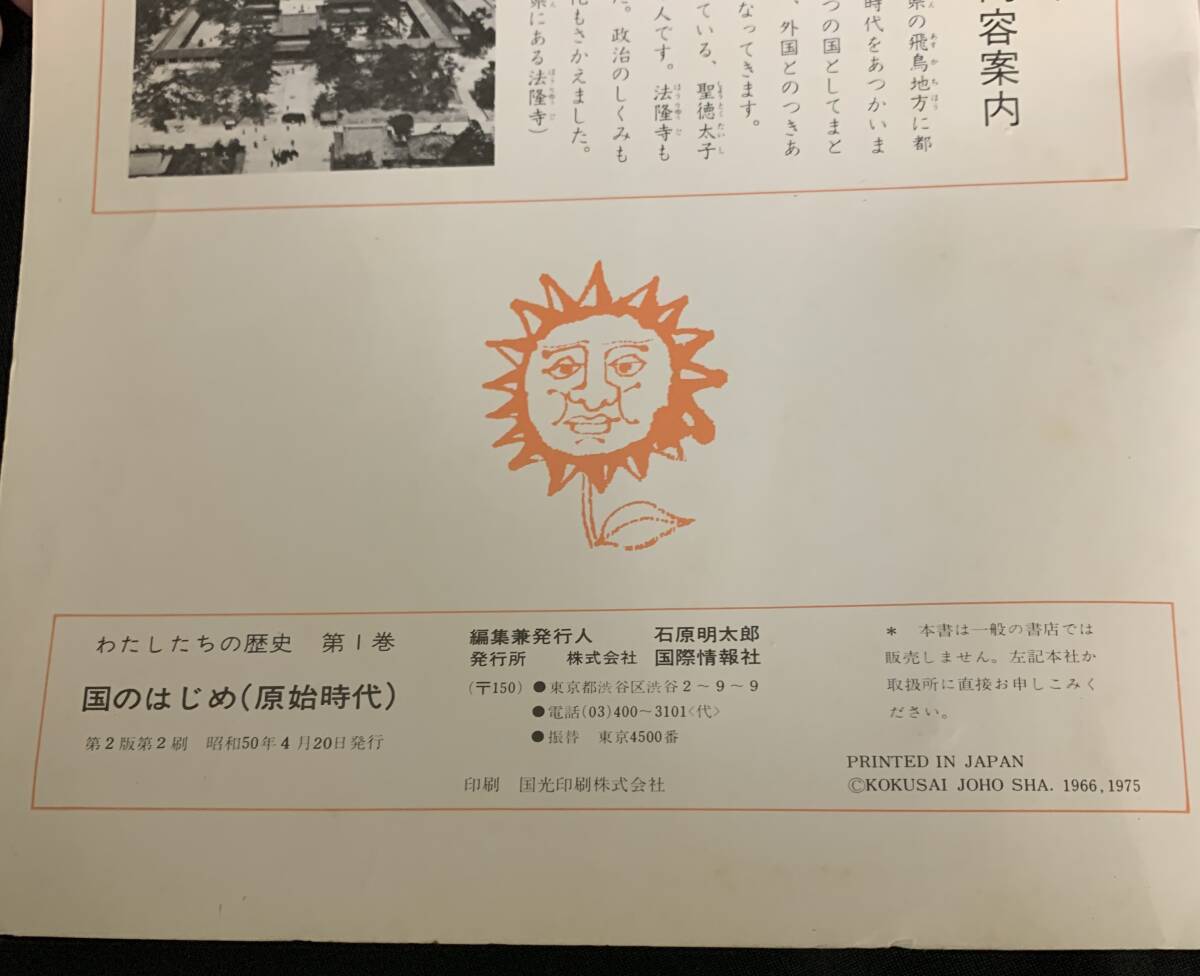 内容案内
県の飛鳥地方に都
時代をあつかいま
つの国としてまと
、外国とのつきあ
なってきます。
ている、聖徳太子
人です。法隆寺も
た。政治のしくみも
化もさかえました。
県にある法隆寺)
わたしたちの歴史 第1巻
国のはじめ(原始時代)
第2版第2刷 昭和50年4月20日発行
編集兼発行人 石原明太郎
発行所 株式会社 国際情報社
(〒150) ●東京都渋谷区渋谷2〜9〜9
●電話(03)400〜3101〈代〉
●振替 東京4500番
印刷 国光印刷株式会社
* 本書は一般の書店では
販売しません。左記本社か
取扱所に直接お申しこみく
ださい。
PRINTED IN JAPAN
©KOKUSAI JOHO SHA. 1966, 1975